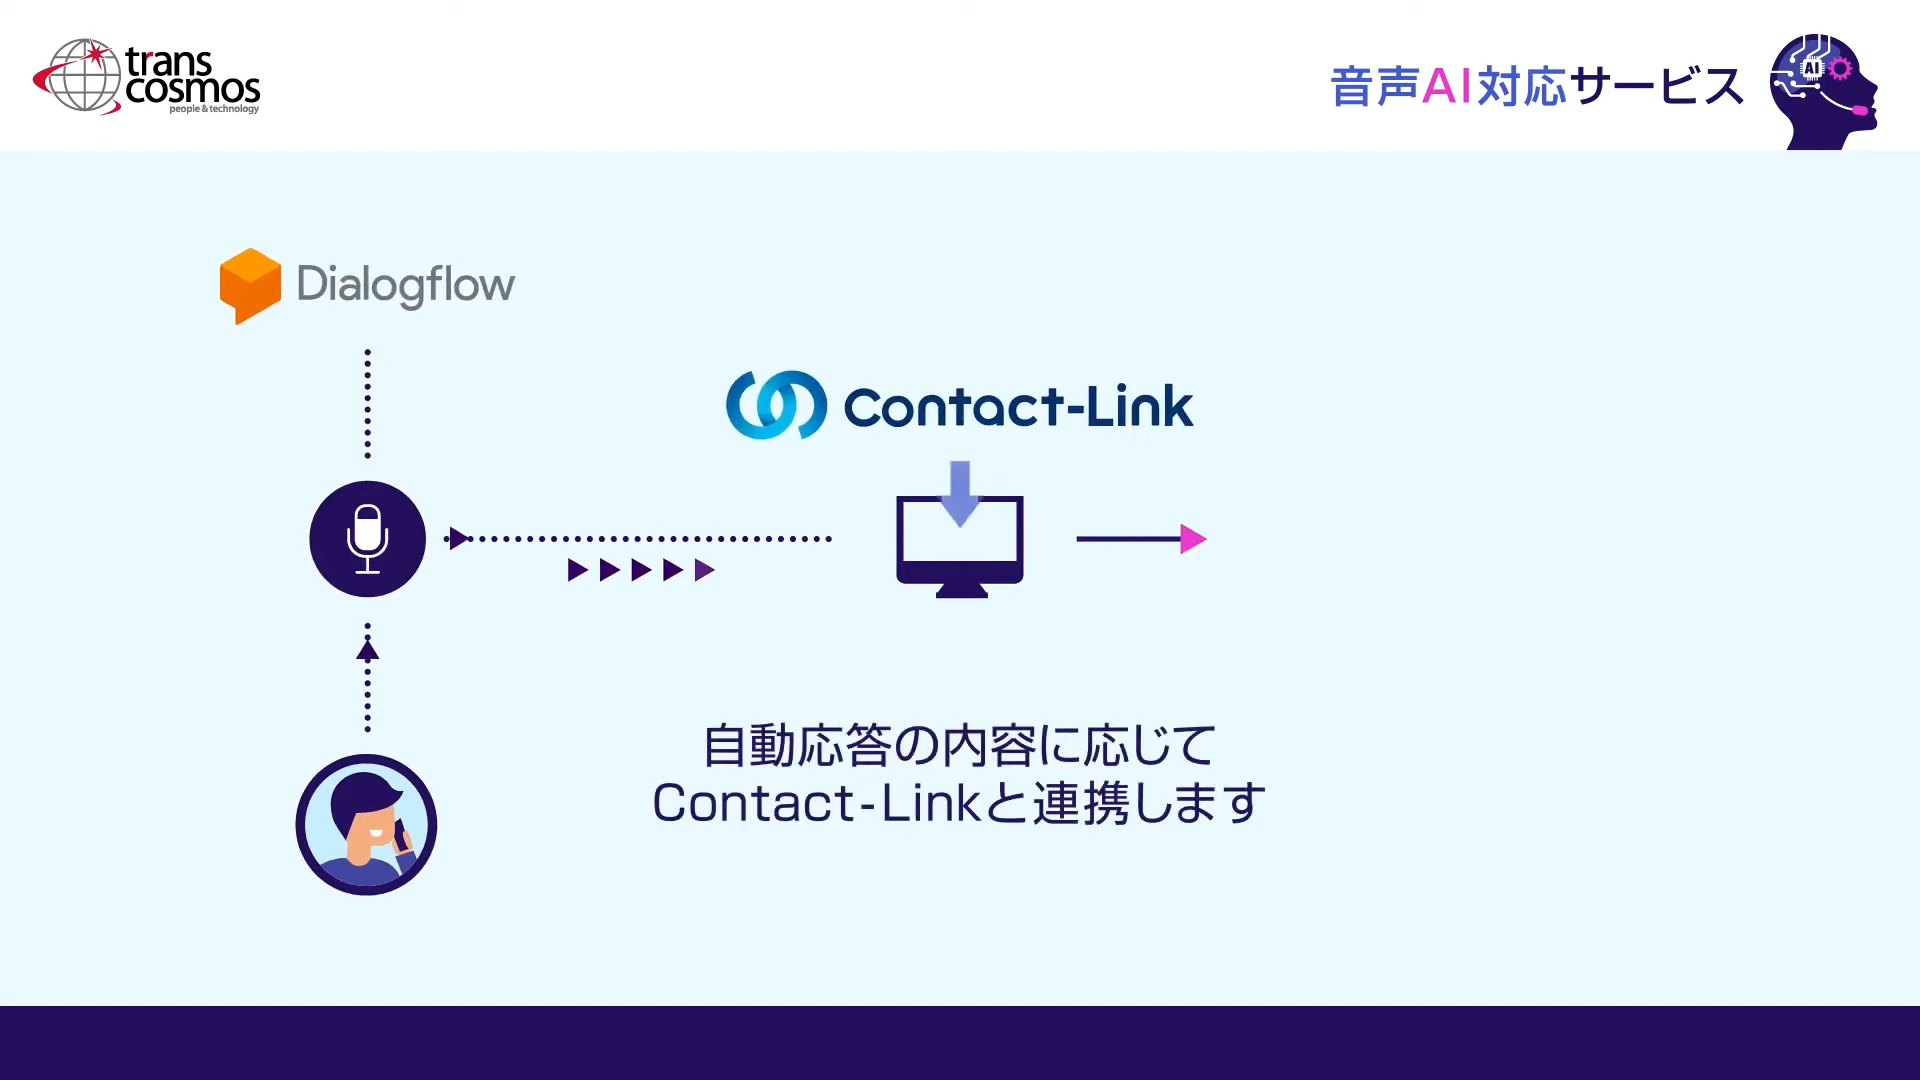 trans
cosmos
people & technology
音声AI対応サービス
AI
Dialogflow
Contact-Link
自動応答の内容に応じて
Contact-Linkと連携します